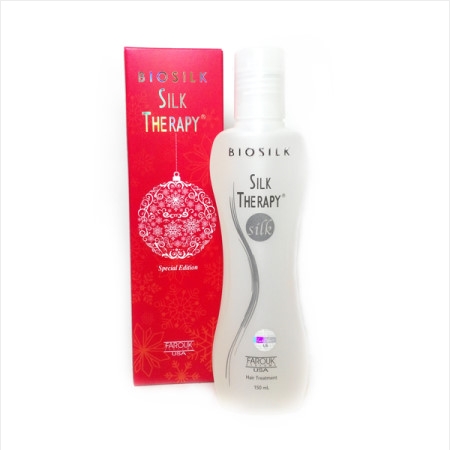 BIOSILK
SILK
THERAPY®
Special Edition
FAROUK
USA
BIOSILK
SILK
THERAPY®
silk
FAROUK
USA
Hair Treatment
150 mL